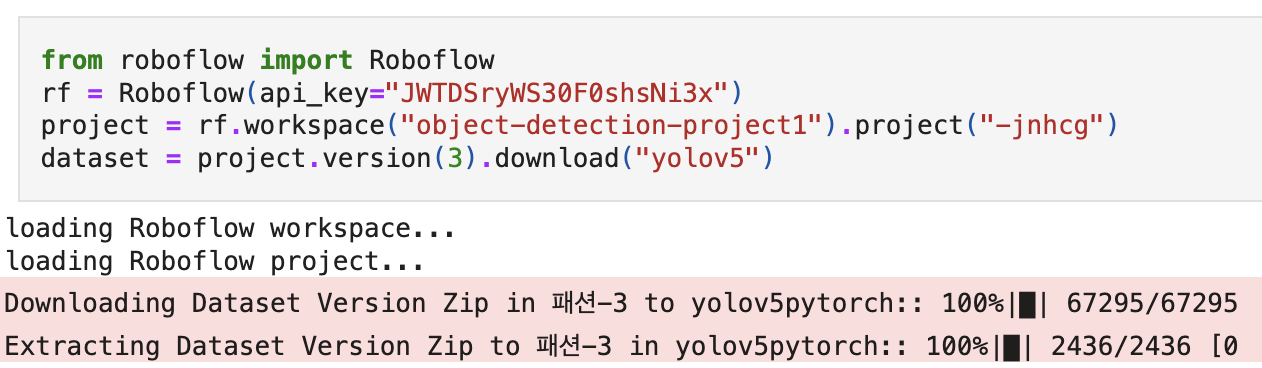 from roboflow import Roboflow
rf = Roboflow(api_key="JWTDSryWS30F0shsNi3x")
project = rf.workspace("object-detection-project1").project("-jnhcg")
dataset = project.version(3).download("yolov5")
loading Roboflow workspace...
loading Roboflow project...
Downloading Dataset Version Zip in 패션-3 to yolov5pytorch:: 100%|█| 67295/67295
Extracting Dataset Version Zip to 패션-3 in yolov5pytorch:: 100%|█| 2436/2436 [0